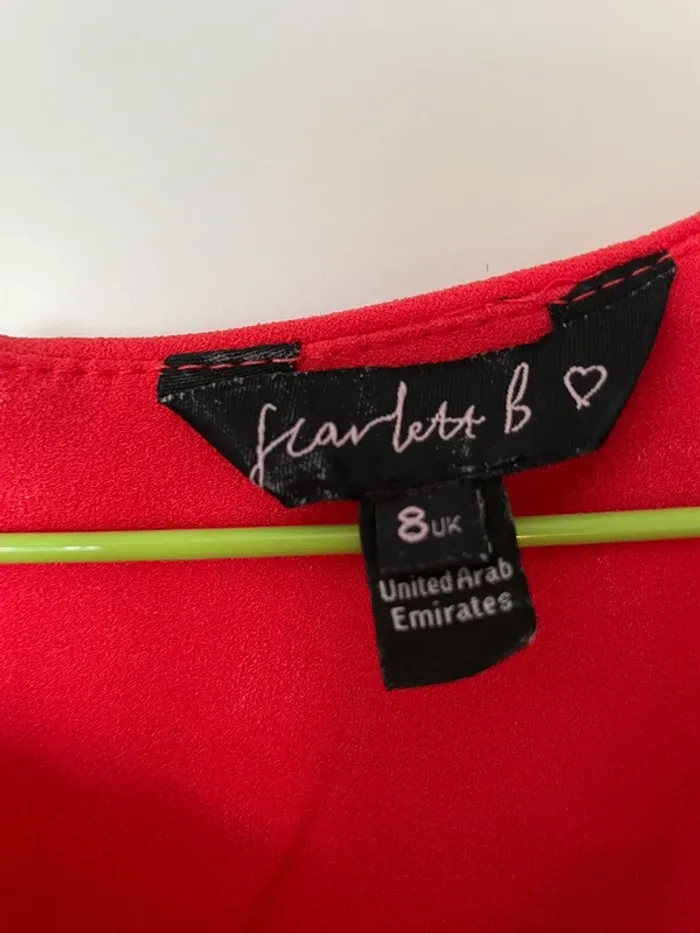 Scarlett B ♡
8UK
United Arab
Emirates